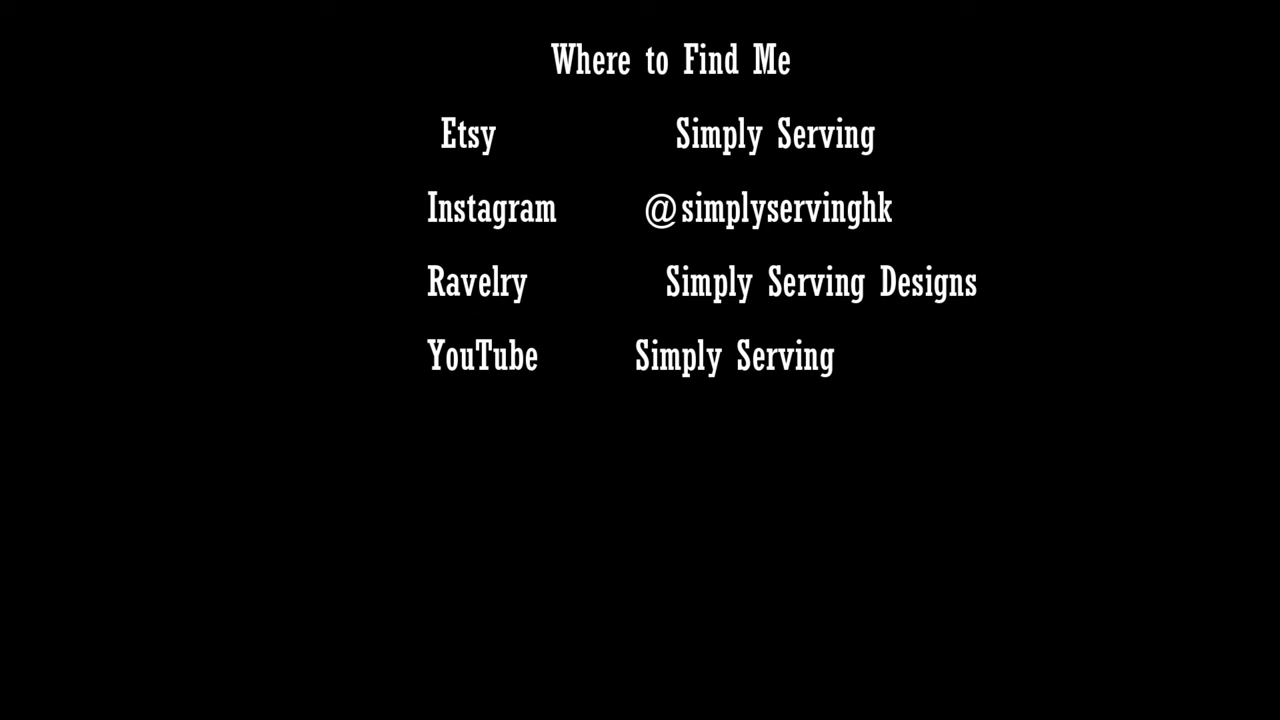 Where to Find Me
Etsy Simply Serving
Instagram @simplyservinghk
Ravelry Simply Serving Designs
YouTube Simply Serving